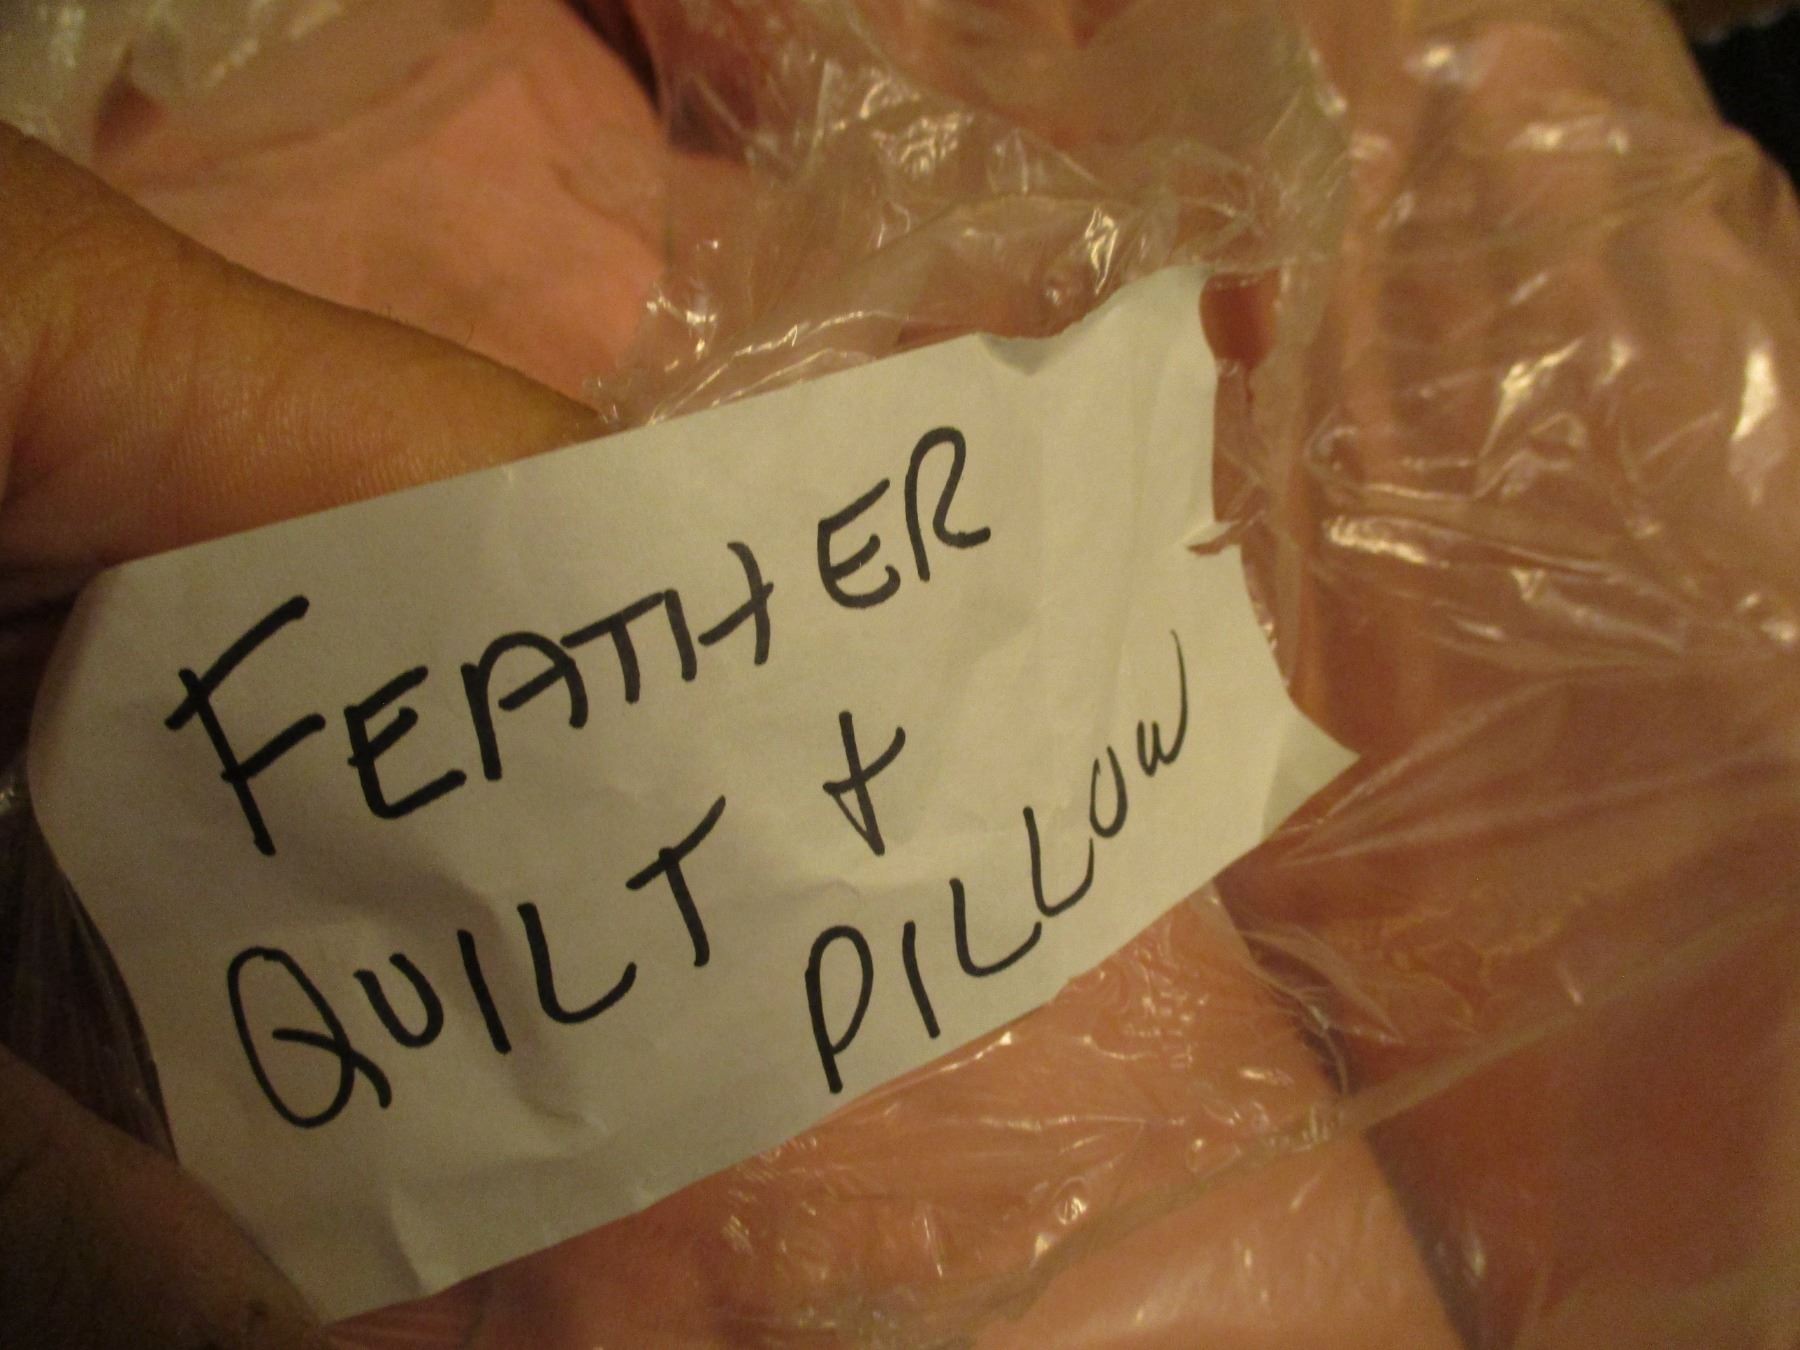 FEATHER
QUILT +
PILLOW